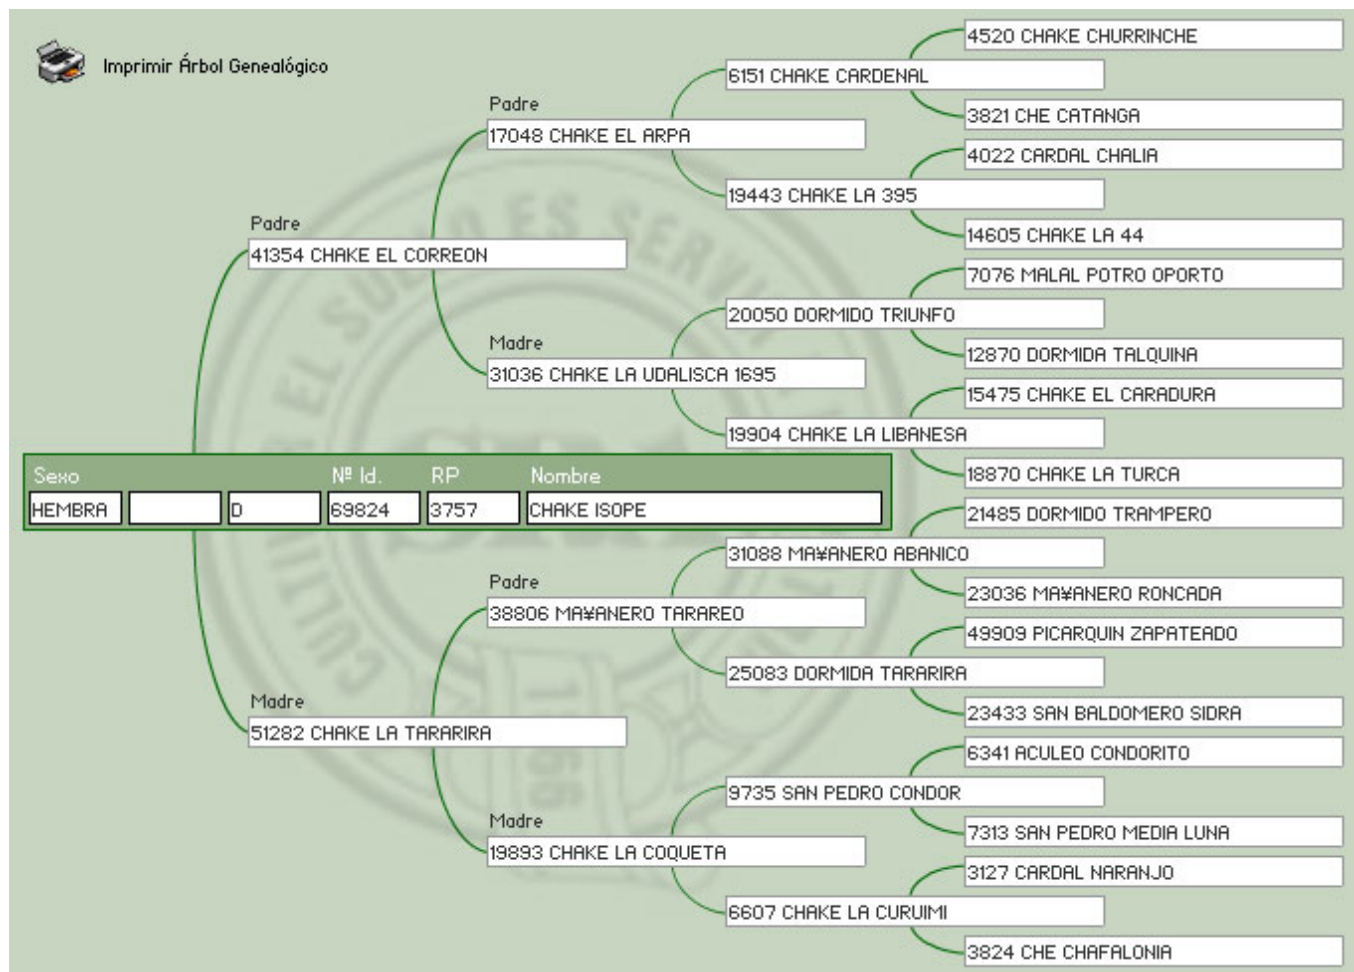 Imprimir Árbol Genealógico
4520 CHAKE CHURRINCHE
6151 CHAKE CARDENAL
3821 CHE CATANGA
Padre
17048 CHAKE EL ARPA
4022 CARDAL CHALIA
19443 CHAKE LA 395
14605 CHAKE LA 44
Padre
41354 CHAKE EL CORREON
7076 MALAL POTRO OPORTO
20050 DORMIDO TRIUNFO
12870 DORMIDA TALQUINA
Madre
31036 CHAKE LA UDALISCA 1695
15475 CHAKE EL CARADURA
19904 CHAKE LA LIBANESA
18870 CHAKE LA TURCA
Sexo Nº Id. RP Nombre
HEMBRA D 69824 3757 CHAKE ISOPE
21485 DORMIDO TRAMPERO
31088 MA¥ANERO ABANICO
23036 MA¥ANERO RONCADA
Padre
38806 MA¥ANERO TARAREO
49909 PICARQUIN ZAPATEADO
25083 DORMIDA TARARIRA
23433 SAN BALDOMERO SIDRA
Madre
51282 CHAKE LA TARARIRA
6341 ACULEO CONDORITO
9735 SAN PEDRO CONDOR
7313 SAN PEDRO MEDIA LUNA
Madre
19893 CHAKE LA COQUETA
3127 CARDAL NARANJO
6607 CHAKE LA CURUIMI
3824 CHE CHAFALONIA
CULTIVAR EL SUELO ES SERVIR
1866